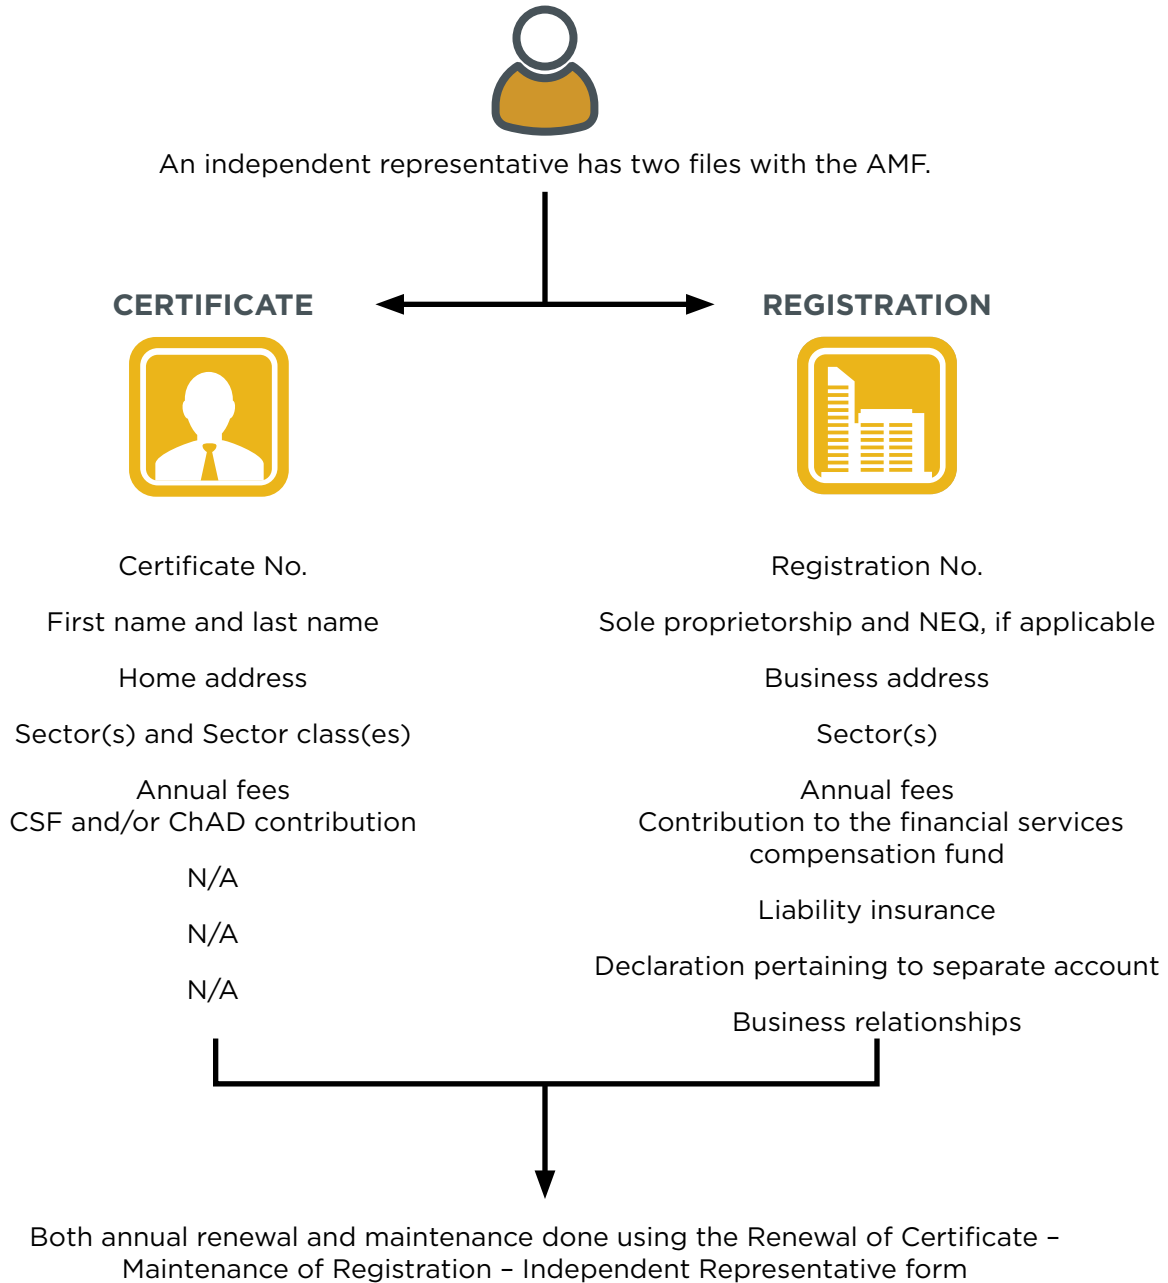 An independent representative has two files with the AMF.
CERTIFICATE
REGISTRATION
Certificate No.
First name and last name
Home address
Sector(s) and Sector class(es)
Annual fees
CSF and/or ChAD contribution
N/A
N/A
N/A
Registration No.
Sole proprietorship and NEQ, if applicable
Business address
Sector(s)
Annual fees
Contribution to the financial services
compensation fund
Liability insurance
Declaration pertaining to separate account
Business relationships
Both annual renewal and maintenance done using the Renewal of Certificate –
Maintenance of Registration – Independent Representative form